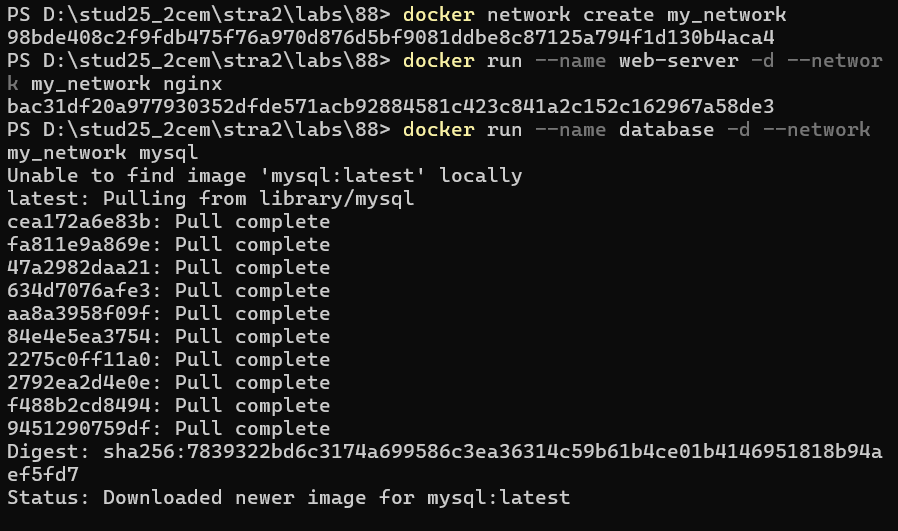 PS D:\stud25_2cem\stra2\labs\88> docker network create my_network
98bde408c2f9fdb475f76a970d876d5bf9081ddbe8c87125a794f1d130b4aca4
PS D:\stud25_2cem\stra2\labs\88> docker run --name web-server -d --networ
k my_network nginx
bac31df20a977930352dfde571acb92884581c423c841a2c152c162967a58de3
PS D:\stud25_2cem\stra2\labs\88> docker run --name database -d --network
my_network mysql
Unable to find image 'mysql:latest' locally
latest: Pulling from library/mysql
cea172a6e83b: Pull complete
fa811e9a869e: Pull complete
47a2982daa21: Pull complete
634d7076afe3: Pull complete
aa8a3958f09f: Pull complete
84e4e5ea3754: Pull complete
2275c0ff11a0: Pull complete
2792ea2d4e0e: Pull complete
f488b2cd8494: Pull complete
9451290759df: Pull complete
Digest: sha256:7839322bd6c3174a699586c3ea36314c59b61b4ce01b4146951818b94a
ef5fd7
Status: Downloaded newer image for mysql:latest